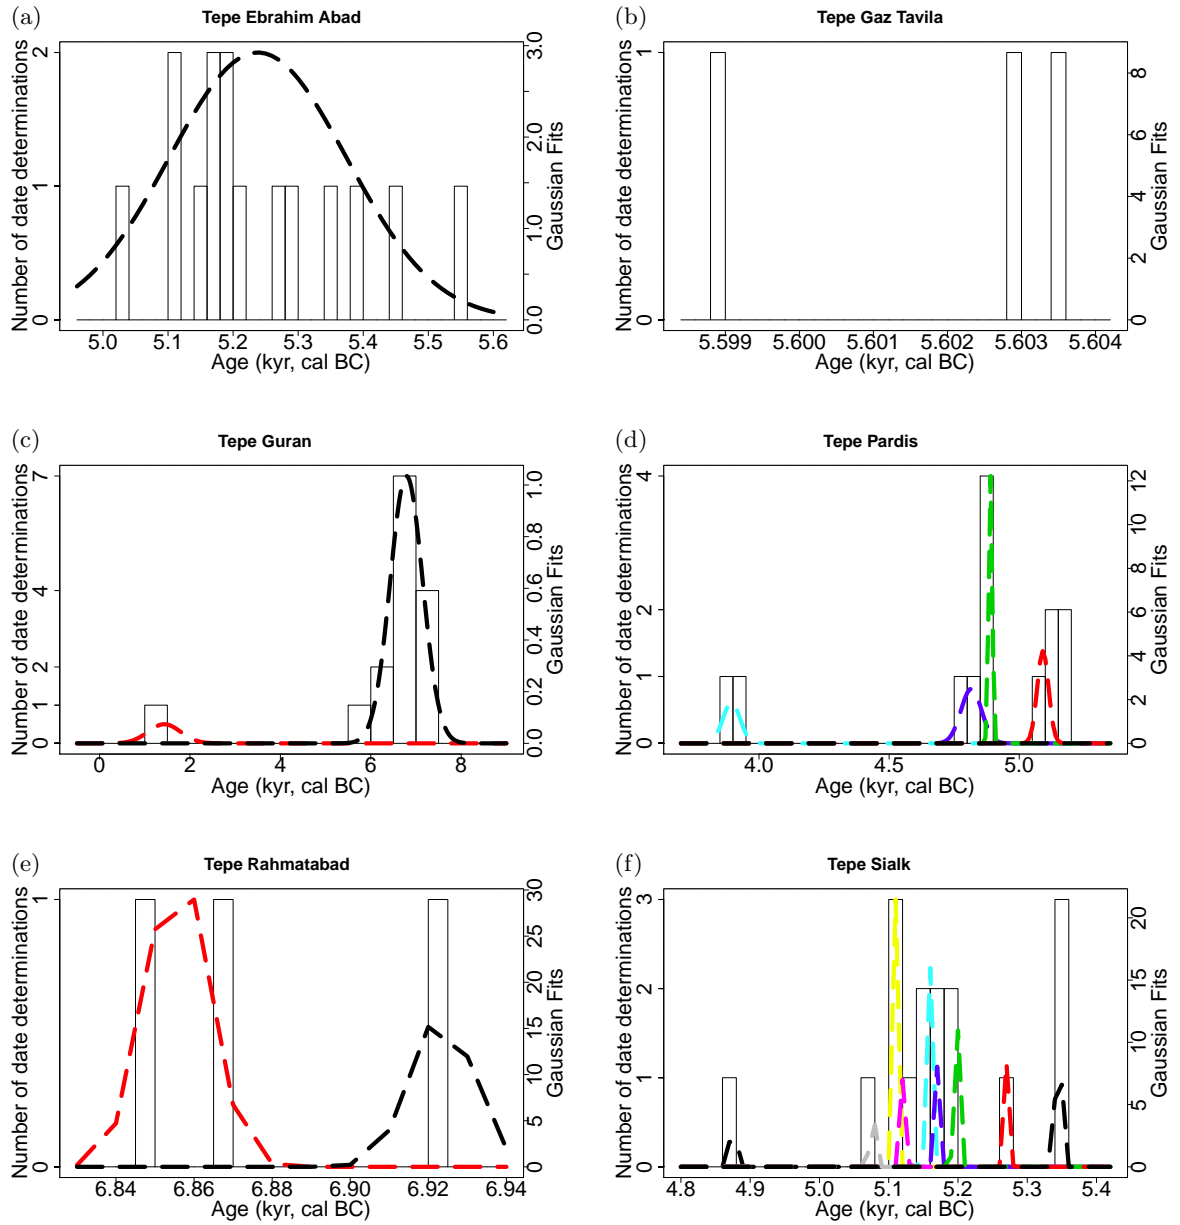 (a) Tepe Ebrahim Abad
Number of date determinations
0 1 2
5.0 5.1 5.2 5.3 5.4 5.5 5.6
Age (kyr, cal BC)
0.0 1.0 2.0 3.0
Gaussian Fits
(b) Tepe Gaz Tavila
Number of date determinations
0 1
5.599 5.600 5.601 5.602 5.603 5.604
Age (kyr, cal BC)
0 2 4 6 8
Gaussian Fits
(c) Tepe Guran
Number of date determinations
0 1 2 4 7
0 2 4 6 8
Age (kyr, cal BC)
0.0 0.2 0.4 0.6 0.8 1.0
Gaussian Fits
(d) Tepe Pardis
Number of date determinations
0 1 2 4
4.0 4.5 5.0
Age (kyr, cal BC)
0 2 4 6 8 10 12
Gaussian Fits
(e) Tepe Rahmatabad
Number of date determinations
0 1
6.84 6.86 6.88 6.90 6.92 6.94
Age (kyr, cal BC)
0 5 10 15 20 25 30
Gaussian Fits
(f) Tepe Sialk
Number of date determinations
0 1 2 3
4.8 4.9 5.0 5.1 5.2 5.3 5.4
Age (kyr, cal BC)
0 5 10 15 20
Gaussian Fits